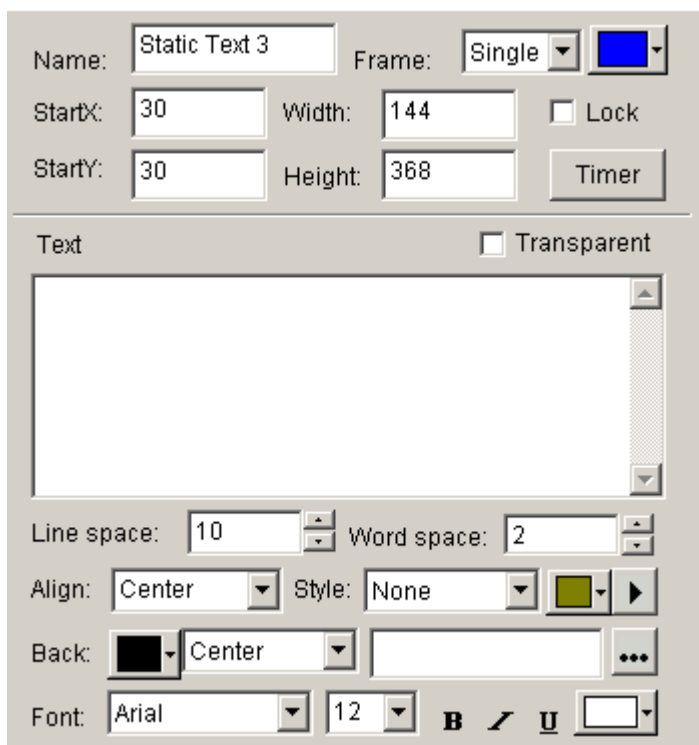 Name: Static Text 3 Frame: Single
StartX: 30 Width: 144 Lock
StartY: 30 Height: 368 Timer
Text Transparent
Line space: 10 Word space: 2
Align: Center Style: None
Back: Center ...
Font: Arial 12 B I U